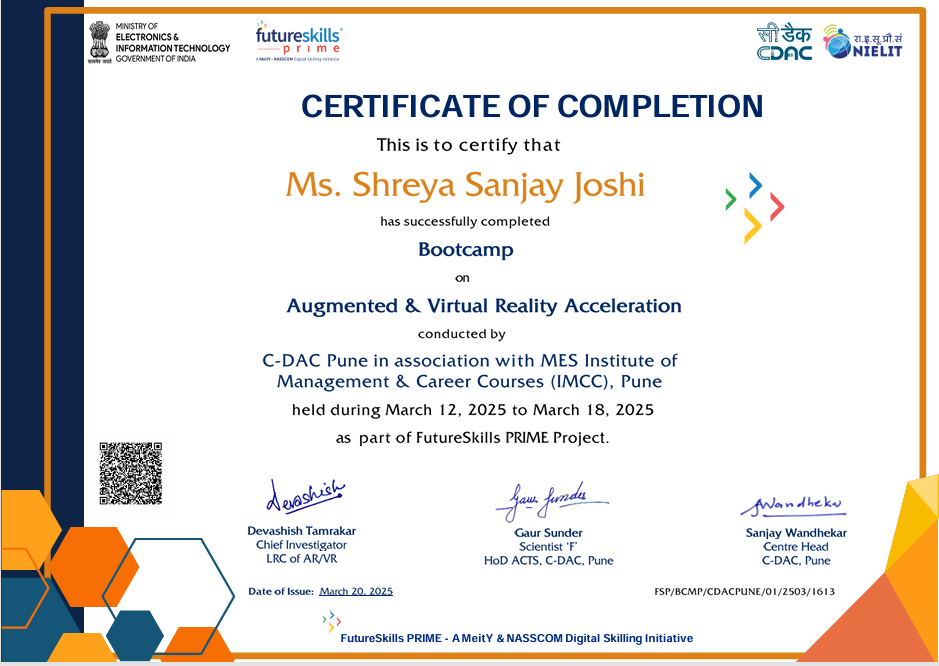 MINISTRY OF
ELECTRONICS &
INFORMATION TECHNOLOGY
GOVERNMENT OF INDIA
सत्यमेव जयते
futureskills
prime
A MeitY - NASSCOM Digital Skilling Initiative
सी डैक
CDAC
रा.इ.सू.प्रौ.सं
NIELIT
CERTIFICATE OF COMPLETION
This is to certify that
Ms. Shreya Sanjay Joshi
has successfully completed
Bootcamp
on
Augmented & Virtual Reality Acceleration
conducted by
C-DAC Pune in association with MES Institute of
Management & Career Courses (IMCC), Pune
held during March 12, 2025 to March 18, 2025
as part of FutureSkills PRIME Project.
Devashish
Gaur Sunder
SWandhekar
Devashish Tamrakar
Chief Investigator
LRC of AR/VR
Gaur Sunder
Scientist 'F'
HoD ACTS, C-DAC, Pune
Sanjay Wandhekar
Centre Head
C-DAC, Pune
Date of Issue: March 20, 2025
FSP/BCMP/CDACPUNE/01/2503/1613
FutureSkills PRIME - A MeitY & NASSCOM Digital Skilling Initiative